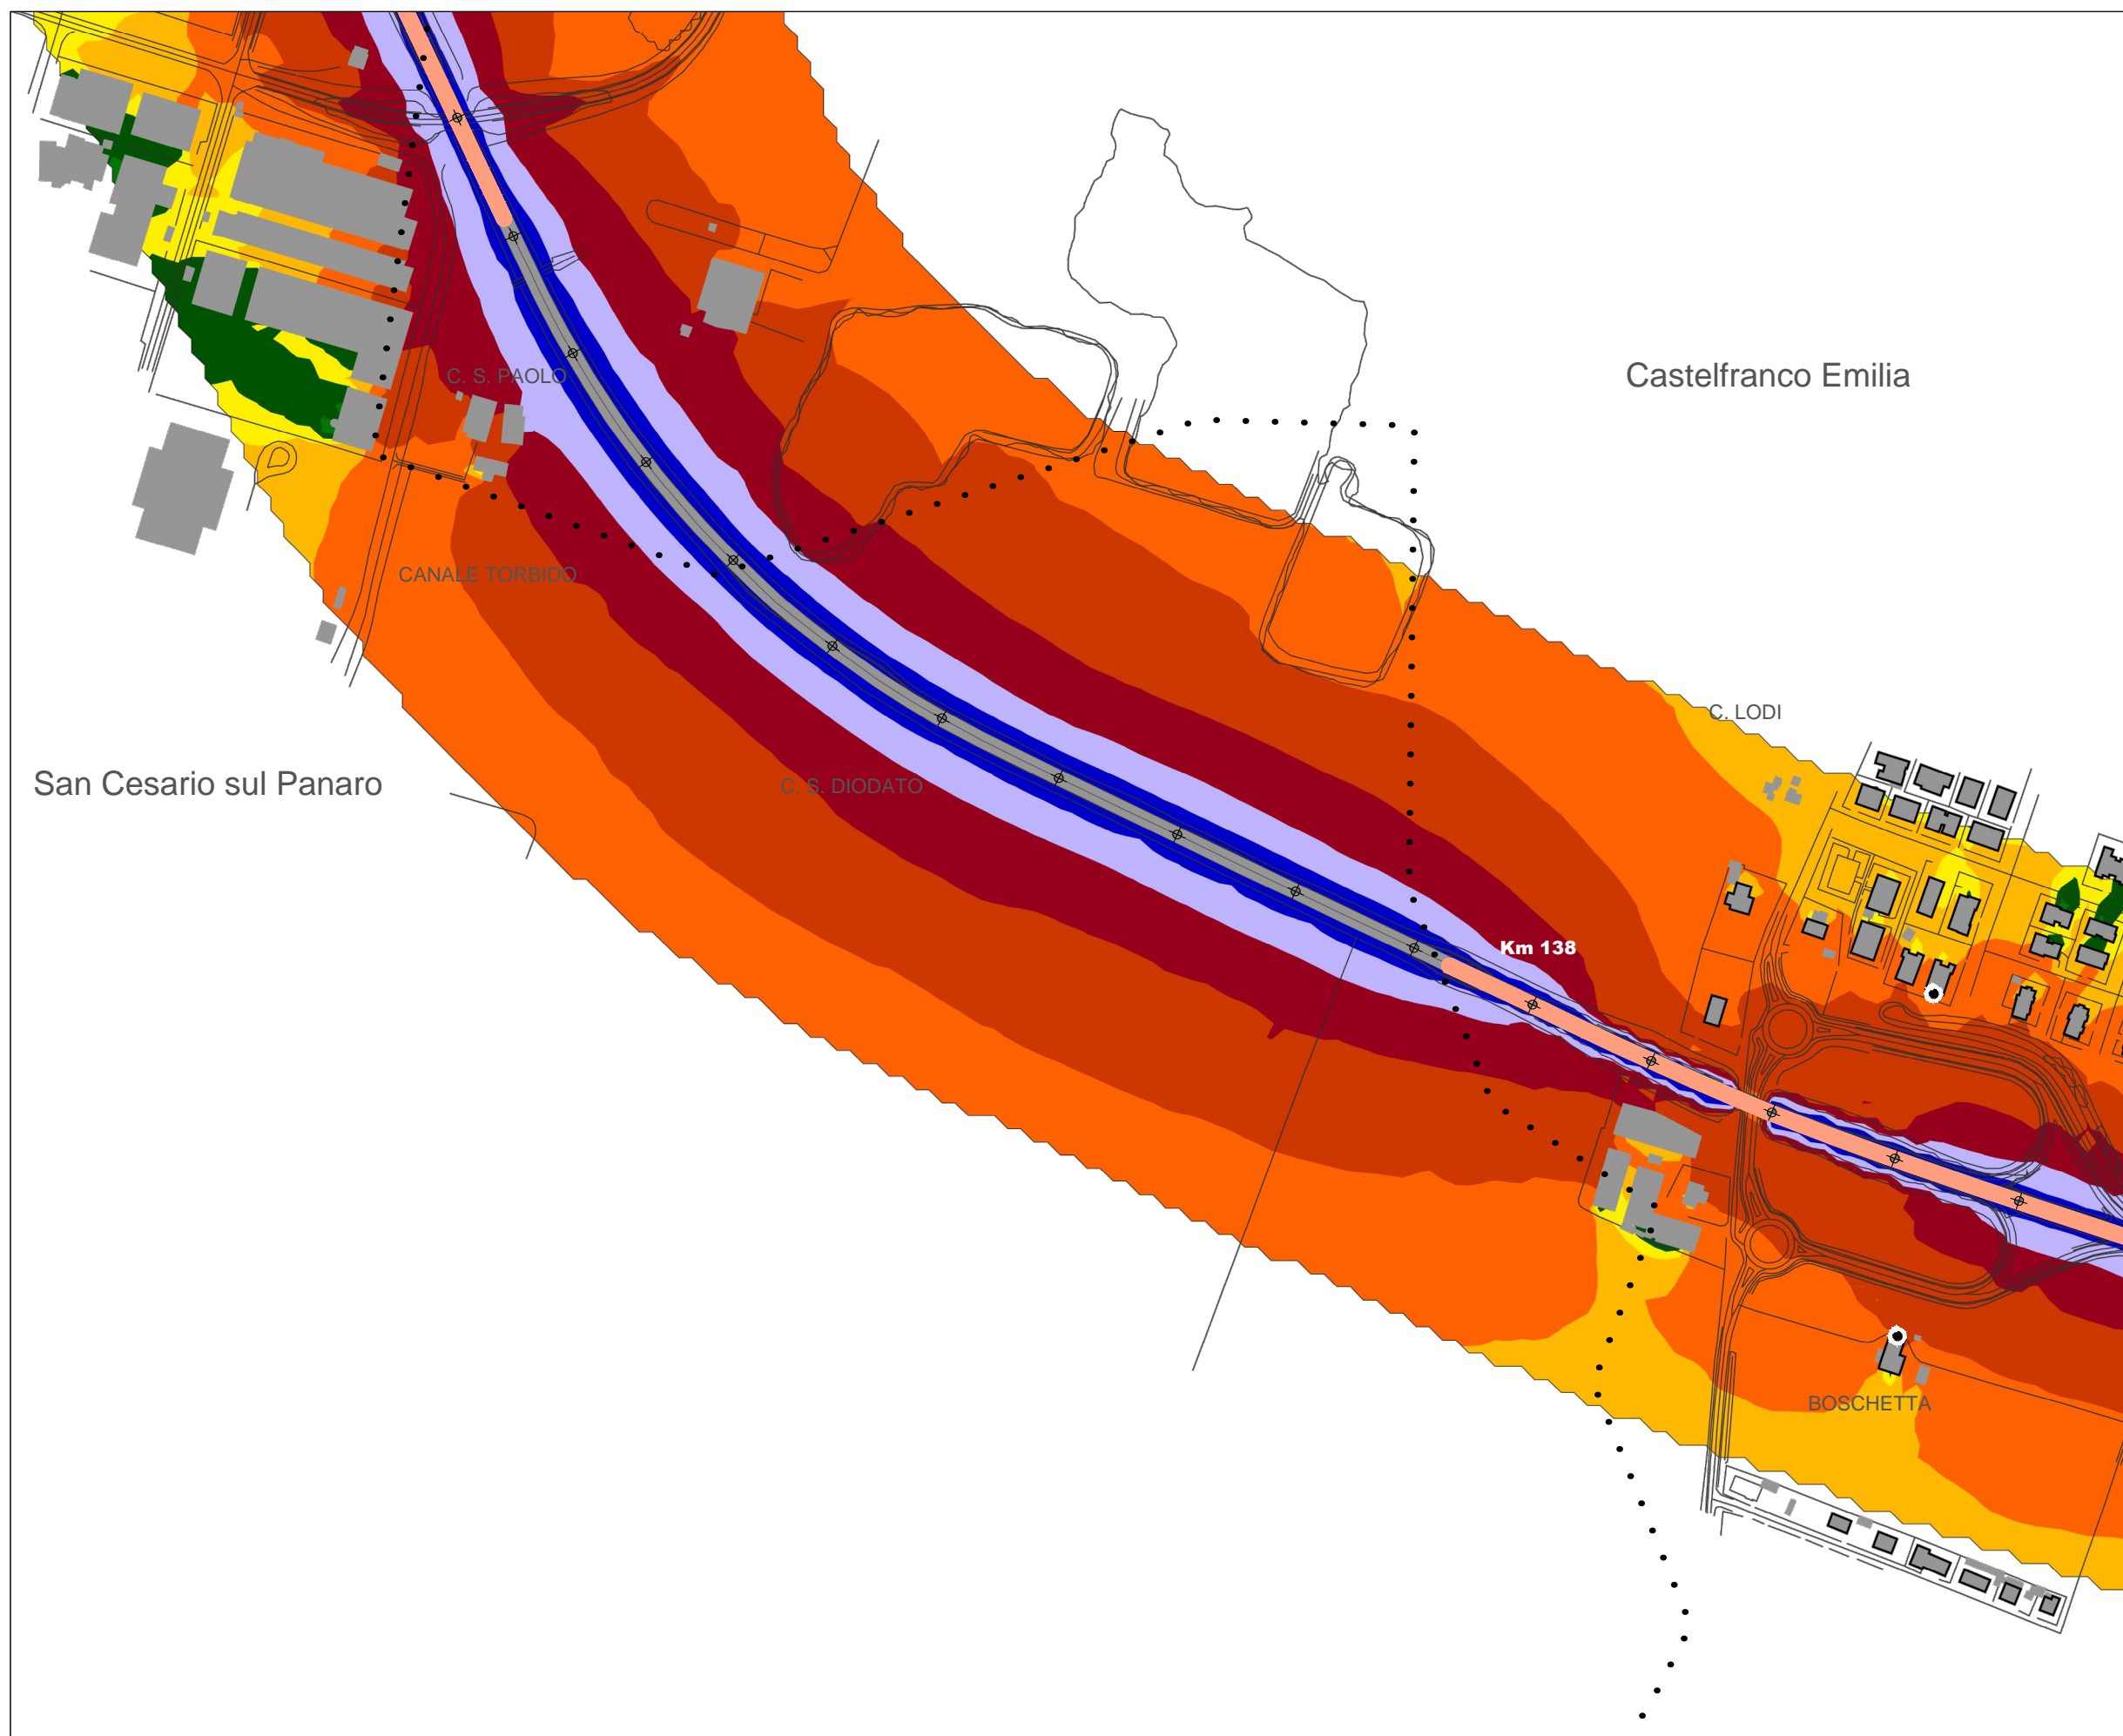 C. S. PAOLO
Castelfranco Emilia
CANALE TORBIDO
C. LODI
San Cesario sul Panaro
C. S. DIODATO
Km 138
BOSCHETTA